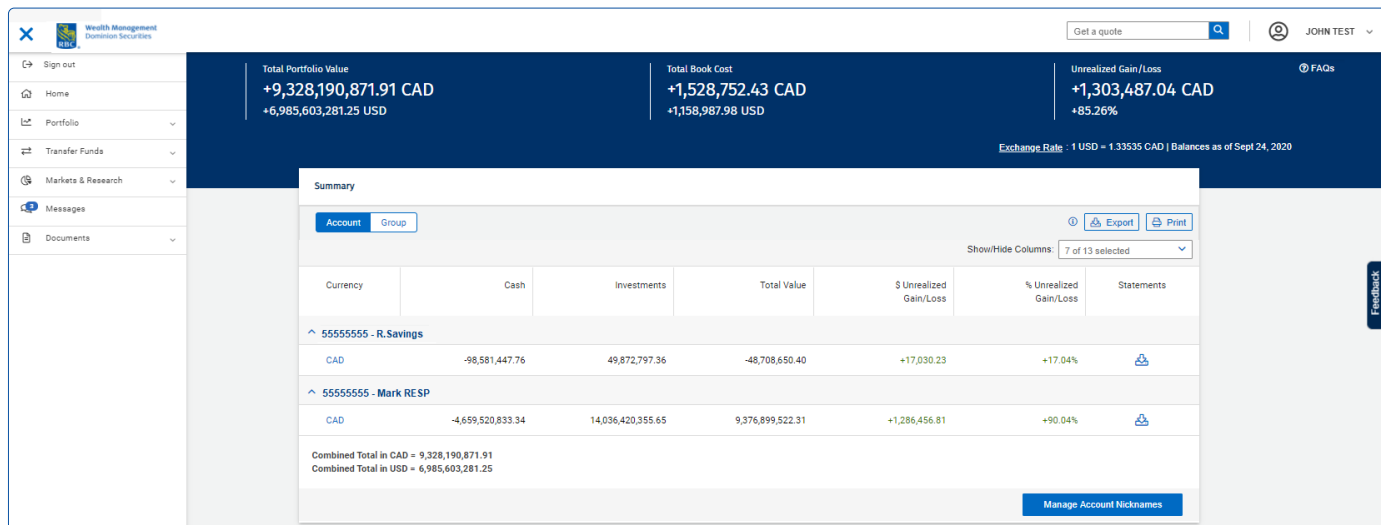 Wealth Management
Dominion Securities
RBC
Get a quote
JOHN TEST
Sign out
Home
Portfolio
Transfer Funds
Markets & Research
3
Messages
Documents
Total Portfolio Value
+9,328,190,871.91 CAD
+6,985,603,281.25 USD
Total Book Cost
+1,528,752.43 CAD
+1,158,987.98 USD
Unrealized Gain/Loss
+1,303,487.04 CAD
+85.26%
FAQs
Exchange Rate : 1 USD = 1.33535 CAD | Balances as of Sept 24, 2020
Summary
Account Group
Export Print
Show/Hide Columns: 7 of 13 selected
Currency Cash Investments Total Value $ Unrealized Gain/Loss % Unrealized Gain/Loss Statements
55555555 - R.Savings
CAD -98,581,447.76 49,872,797.36 -48,708,650.40 +17,030.23 +17.04%
55555555 - Mark RESP
CAD -4,659,520,833.34 14,036,420,355.65 9,376,899,522.31 +1,286,456.81 +90.04%
Combined Total in CAD = 9,328,190,871.91
Combined Total in USD = 6,985,603,281.25
Manage Account Nicknames
Feedback